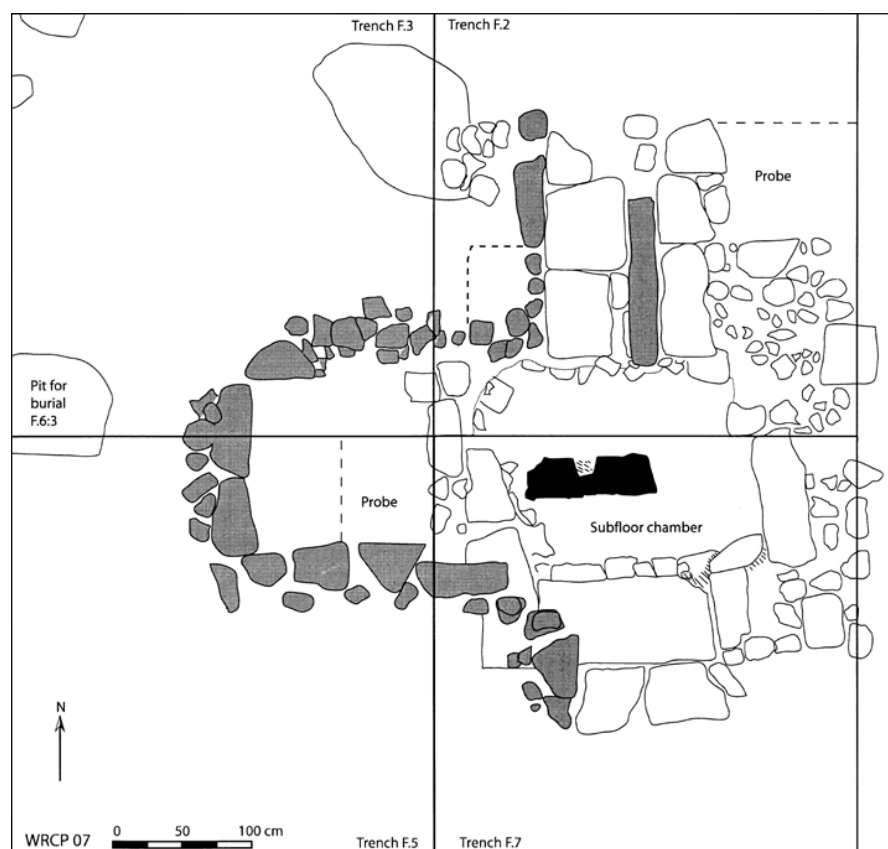 Trench F.3
Trench F.2
Probe
Pit for
burial
F.6:3
Probe
Subfloor chamber
N
WRCP 07
0 50 100 cm
Trench F.5
Trench F.7